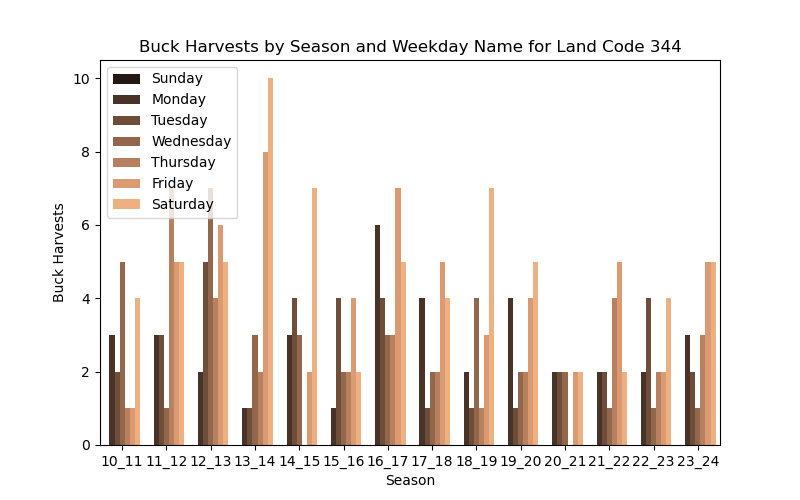 Buck Harvests by Season and Weekday Name for Land Code 344
10
8
6
4
2
0
Buck Harvests
Sunday
Monday
Tuesday
Wednesday
Thursday
Friday
Saturday
10_11 11_12 12_13 13_14 14_15 15_16 16_17 17_18 18_19 19_20 20_21 21_22 22_23 23_24
Season